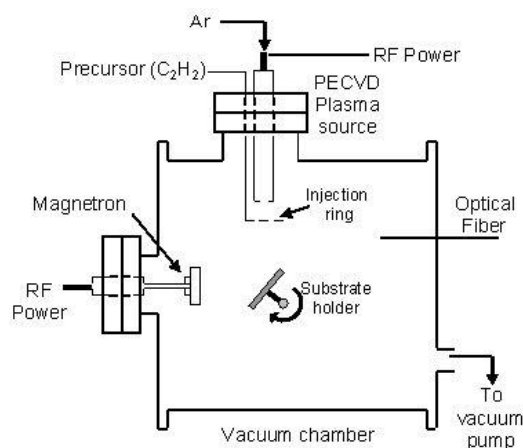 Ar
RF Power
Precursor (C₂H₂)
PECVD
Plasma
source
Injection
ring
Optical
Fiber
Magnetron
RF
Power
Substrate
holder
To
vacuum
pump
Vacuum chamber